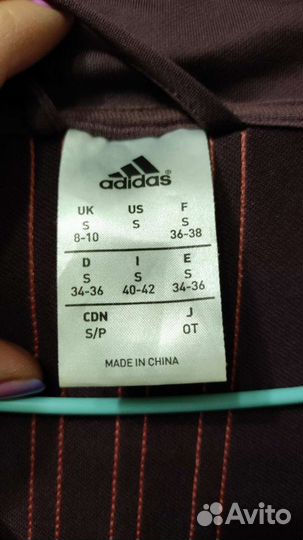 adidas®
UK US F
S S S
8-10 36-38
D I E
S S S
34-36 40-42 34-36
CDN J
S/P OT
MADE IN CHINA
Avito